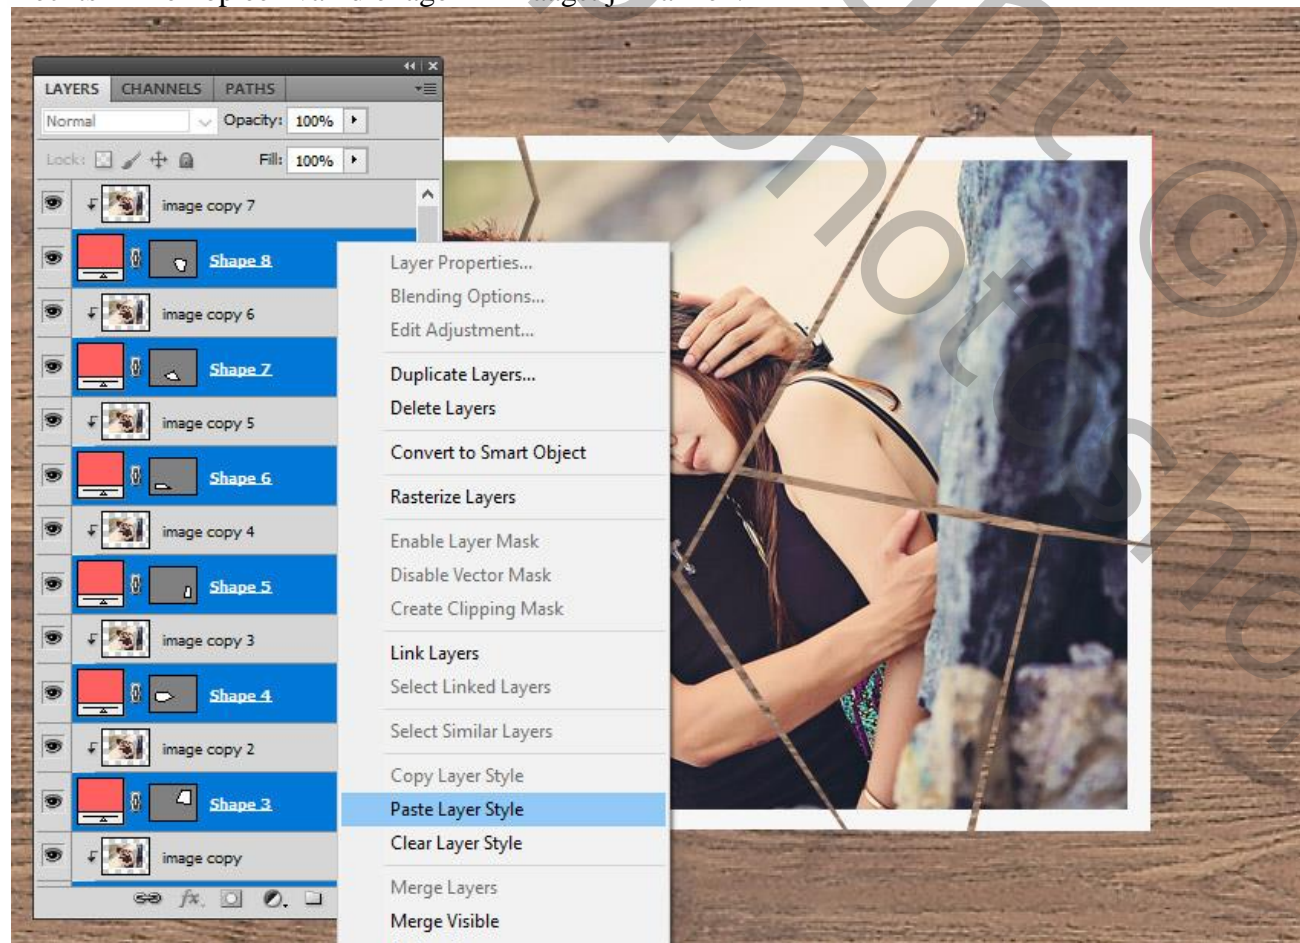 LAYERS CHANNELS PATHS
Normal Opacity: 100%
Lock: Fill: 100%
image copy 7
Shape 8
image copy 6
Shape 7
image copy 5
Shape 6
image copy 4
Shape 5
image copy 3
Shape 4
image copy 2
Shape 3
image copy
fx.
Layer Properties...
Blending Options...
Edit Adjustment...
Duplicate Layers...
Delete Layers
Convert to Smart Object
Rasterize Layers
Enable Layer Mask
Disable Vector Mask
Create Clipping Mask
Link Layers
Select Linked Layers
Select Similar Layers
Copy Layer Style
Paste Layer Style
Clear Layer Style
Merge Layers
Merge Visible
©